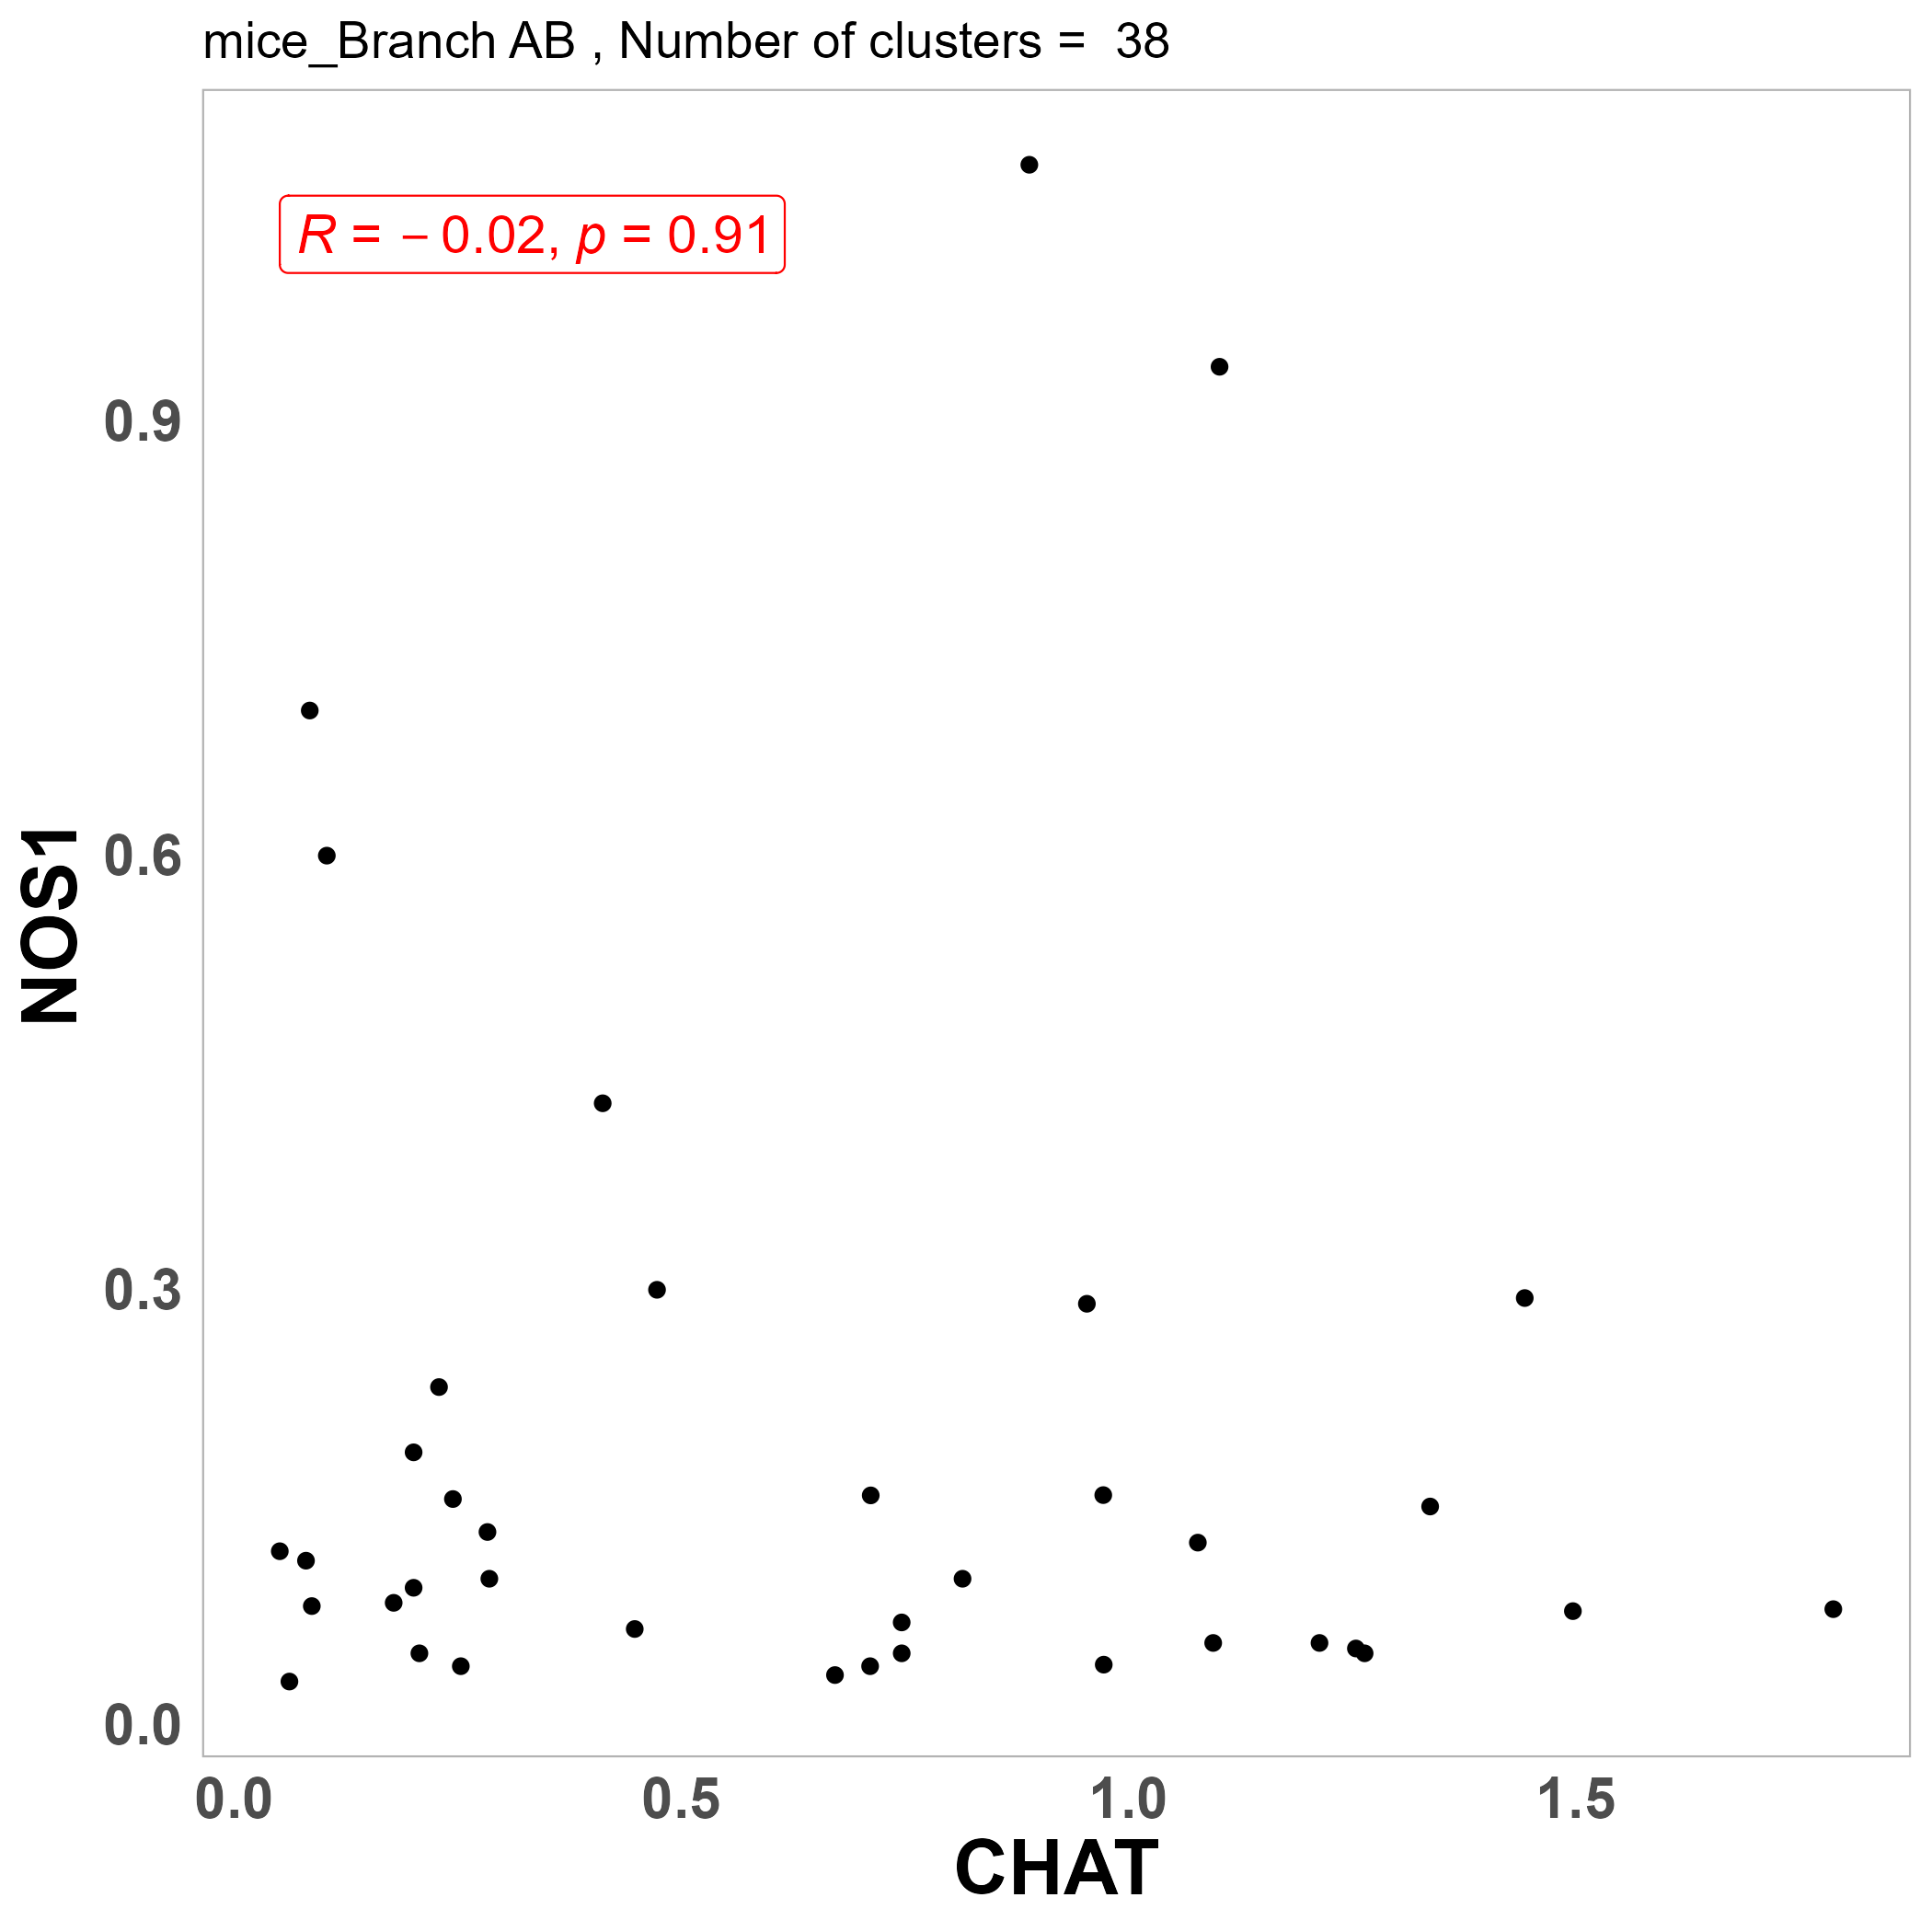 mice_Branch AB , Number of clusters =  38
R = − 0.02, p = 0.91
0.9
0.6
0.3
0.0
NOS1
0.0 0.5 1.0 1.5
CHAT